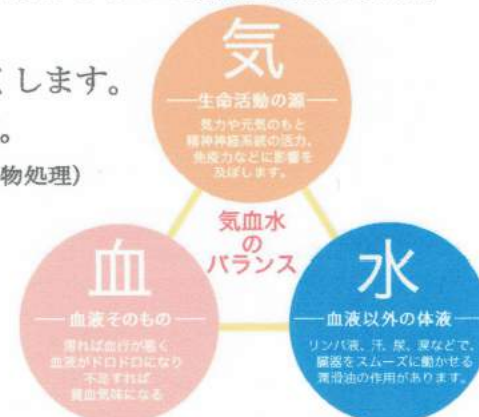 くします。
。
物処理）
気
生命活動の源
気力や元気のもと
精神神経系統の活力、
免疫力などに影響を
及ぼします。
気血水
の
バランス
血
血液そのもの
滞れば血行が悪く
血液がドロドロになり
不足すれば
貧血気味になる
水
血液以外の体液
リンパ液、汗、尿、涙などで、
臓器をスムーズに動かせる
潤滑油の作用があります。